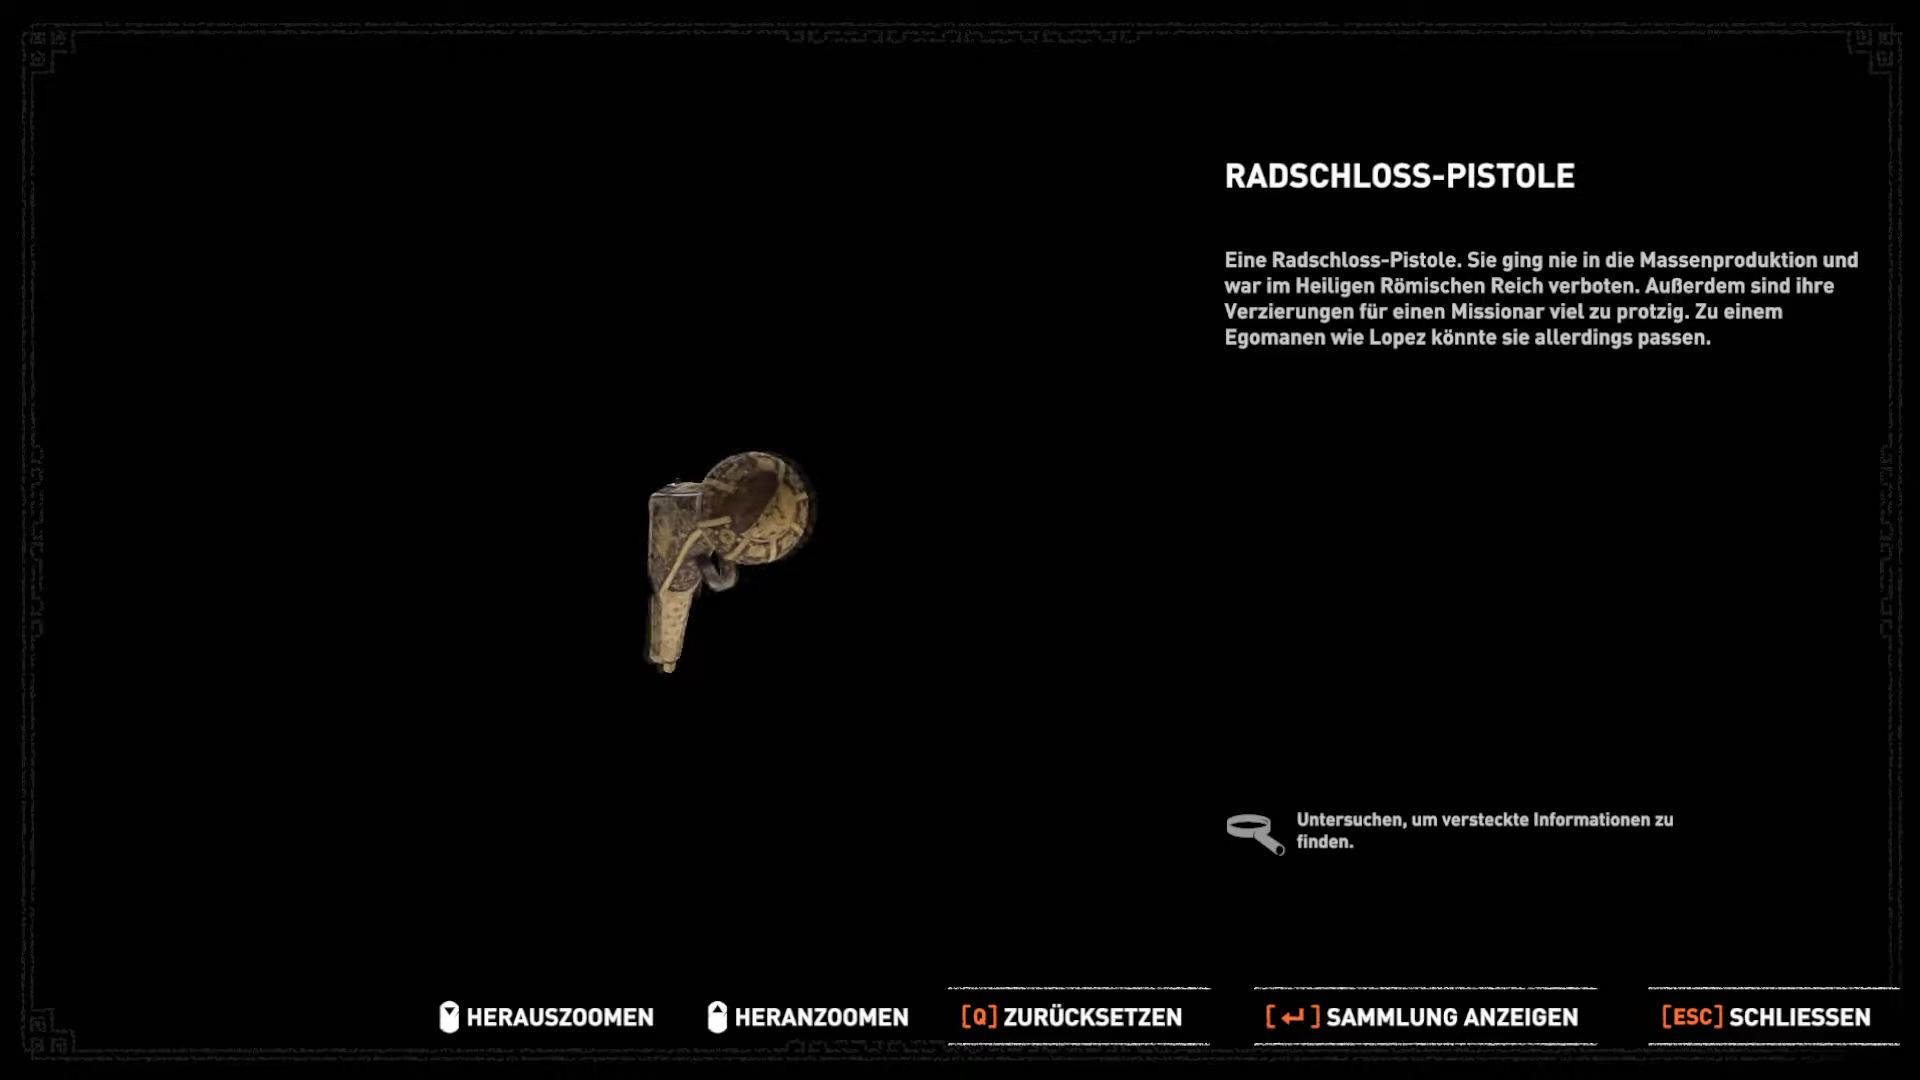 RADSCHLOSS-PISTOLE
Eine Radschloss-Pistole. Sie ging nie in die Massenproduktion und
war im Heiligen Römischen Reich verboten. Außerdem sind ihre
Verzierungen für einen Missionar viel zu protzig. Zu einem
Egomanen wie Lopez könnte sie allerdings passen.
Untersuchen, um versteckte Informationen zu
finden.
HERAUSZOOMEN HERANZOOMEN [Q] ZURÜCKSETZEN [↵] SAMMLUNG ANZEIGEN [ESC] SCHLIESSEN